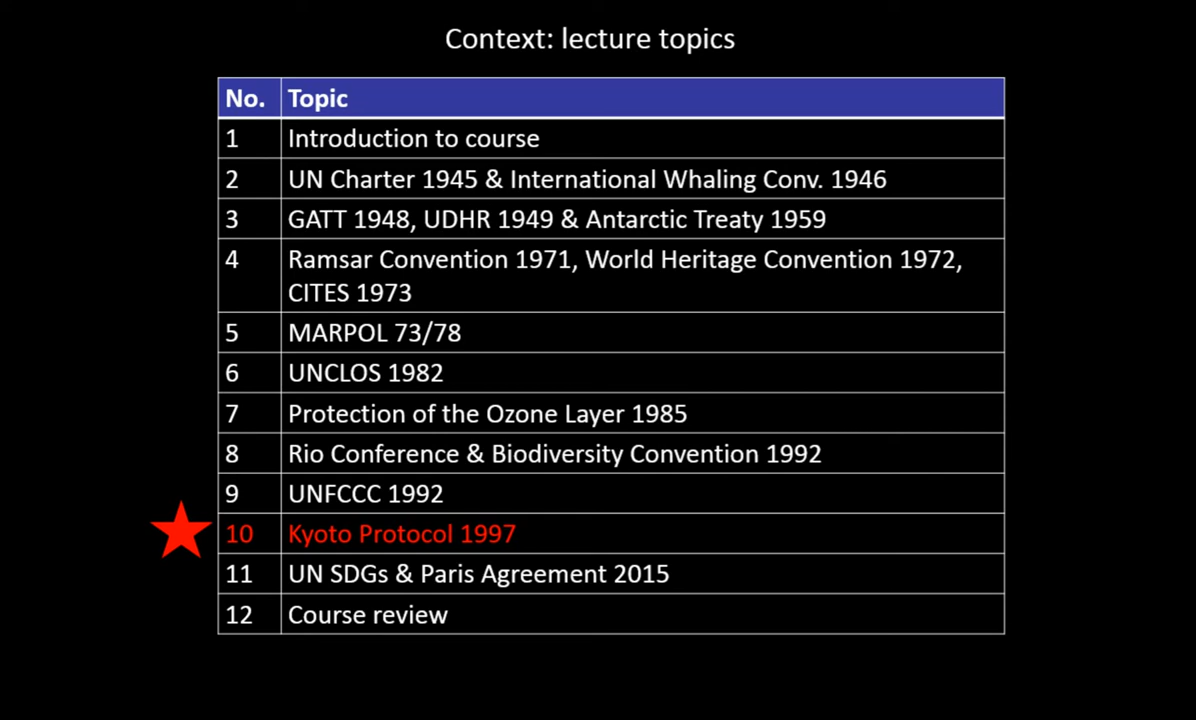 Context: lecture topics
No. Topic
1 Introduction to course
2 UN Charter 1945 & International Whaling Conv. 1946
3 GATT 1948, UDHR 1949 & Antarctic Treaty 1959
4 Ramsar Convention 1971, World Heritage Convention 1972,
CITES 1973
5 MARPOL 73/78
6 UNCLOS 1982
7 Protection of the Ozone Layer 1985
8 Rio Conference & Biodiversity Convention 1992
9 UNFCCC 1992
10 Kyoto Protocol 1997
11 UN SDGs & Paris Agreement 2015
12 Course review